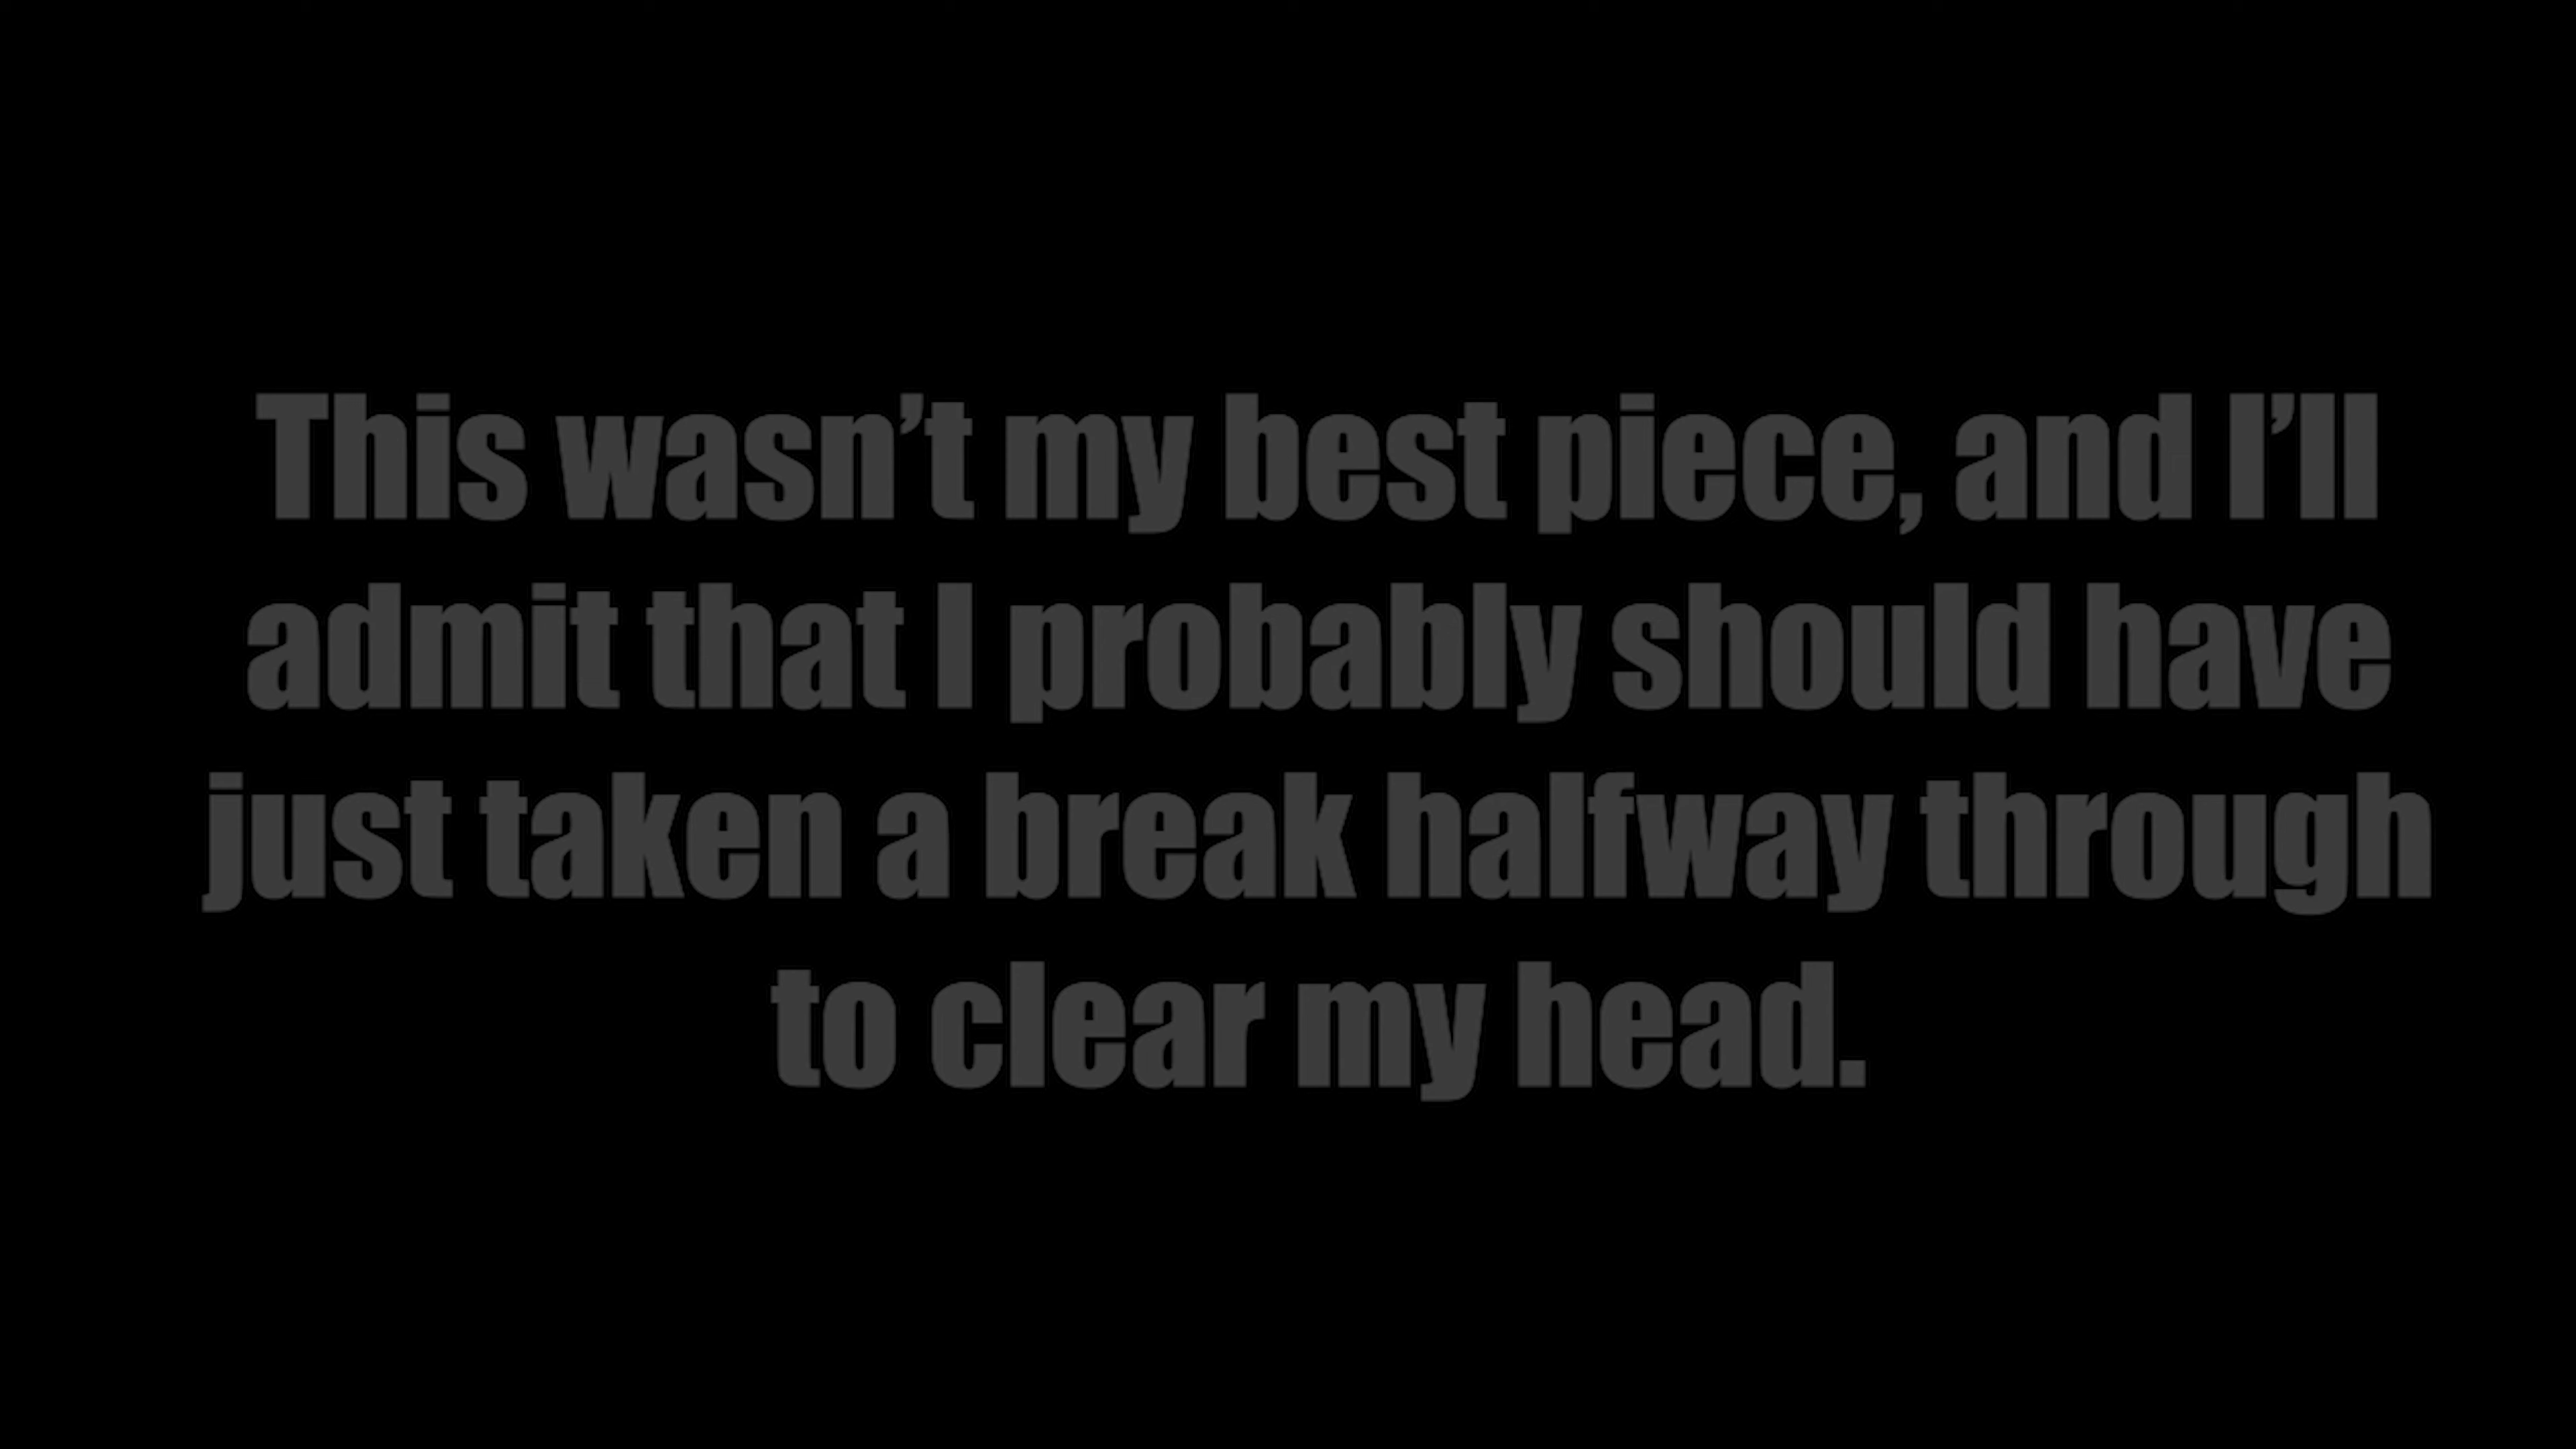 This wasn’t my best piece, and I’ll
admit that I probably should have
just taken a break halfway through
to clear my head.